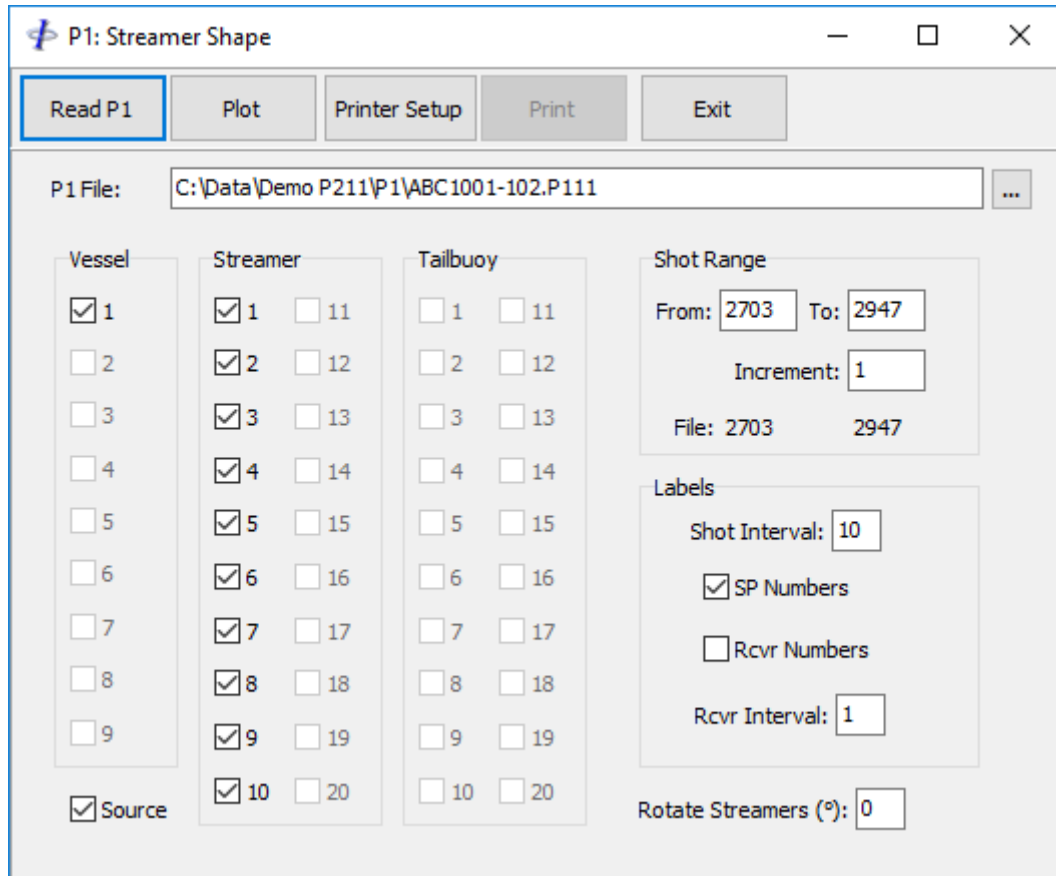 P1: Streamer Shape
Read P1 Plot Printer Setup Print Exit
P1 File: C:\Data\Demo P211\P1\ABC1001-102.P111 ...
Vessel Streamer Tailbuoy Shot Range
1 1 11 1 11 From: 2703 To: 2947
2 2 12 2 12 Increment: 1
3 3 13 3 13 File: 2703 2947
4 4 14 4 14 Labels
5 5 15 5 15 Shot Interval: 10
6 6 16 6 16 SP Numbers
7 7 17 7 17 Rcvr Numbers
8 8 18 8 18 Rcvr Interval: 1
9 9 19 9 19
Source 10 20 10 20 Rotate Streamers (°): 0